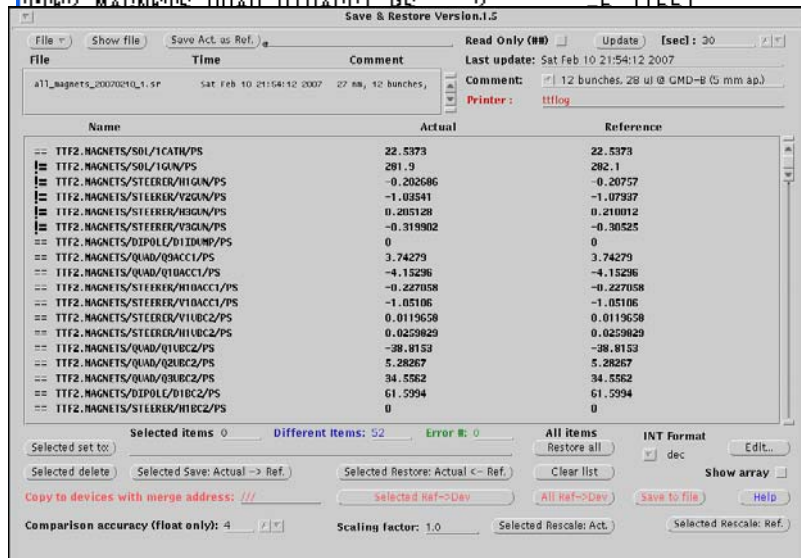 Save & Restore Version.1.5
File Show file Save Act. as Ref. Read Only (##) Update [sec] : 30
File Time Comment Last update: Sat Feb 10 21:54:12 2007
all_magnets_20070210_1.sr Sat Feb 10 21:54:12 2007 27 nm, 12 bunches, Comment: 12 bunches, 28 uJ @ GMD-B (5 mm ap.)
Printer : ttflog
Name Actual Reference
== TTF2.MAGNETS/SOL/1CATH/PS 22.5373 22.5373
!= TTF2.MAGNETS/SOL/1GUN/PS 281.9 282.1
!= TTF2.MAGNETS/STEERER/H1GUN/PS -0.202686 -0.20757
!= TTF2.MAGNETS/STEERER/V2GUN/PS -1.03541 -1.07937
!= TTF2.MAGNETS/STEERER/H3GUN/PS 0.205128 0.210012
!= TTF2.MAGNETS/STEERER/V3GUN/PS -0.319902 -0.30525
== TTF2.MAGNETS/DIPOLE/D1IDUMP/PS 0 0
== TTF2.MAGNETS/QUAD/Q9ACC1/PS 3.74279 3.74279
== TTF2.MAGNETS/QUAD/Q10ACC1/PS -4.15296 -4.15296
== TTF2.MAGNETS/STEERER/H10ACC1/PS -0.227058 -0.227058
== TTF2.MAGNETS/STEERER/V10ACC1/PS -1.05106 -1.05106
== TTF2.MAGNETS/STEERER/V1UBC2/PS 0.0119658 0.0119658
== TTF2.MAGNETS/STEERER/H1UBC2/PS 0.0259829 0.0259829
== TTF2.MAGNETS/QUAD/Q1UBC2/PS -38.8153 -38.8153
== TTF2.MAGNETS/QUAD/Q2UBC2/PS 5.28267 5.28267
== TTF2.MAGNETS/QUAD/Q3UBC2/PS 34.5562 34.5562
== TTF2.MAGNETS/DIPOLE/D1BC2/PS 61.5994 61.5994
== TTF2.MAGNETS/STEERER/H1BC2/PS 0 0
Selected items 0 Different Items: 52 Error #: 0 All items INT Format
Selected set to: Restore all dec Edit...
Selected delete Selected Save: Actual -> Ref. Selected Restore: Actual <- Ref. Clear list Show array
Copy to devices with merge address: /// Selected Ref->Dev All Ref->Dev Save to file Help
Comparison accuracy (float only): 4 Scaling factor: 1.0 Selected Rescale: Act. Selected Rescale: Ref.